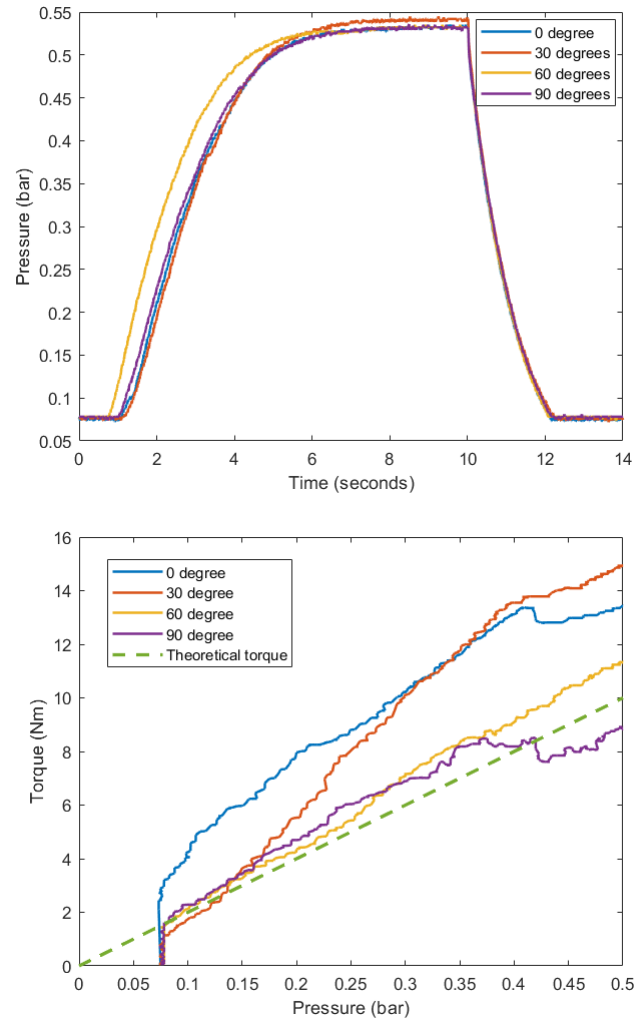 0.55
0.5
0.45
0.4
0.35
0.3
0.25
0.2
0.15
0.1
0.05
Pressure (bar)
0 degree
30 degrees
60 degrees
90 degrees
0 2 4 6 8 10 12 14
Time (seconds)
16
14
12
10
8
6
4
2
0
Torque (Nm)
0 degree
30 degree
60 degree
90 degree
Theoretical torque
0 0.05 0.1 0.15 0.2 0.25 0.3 0.35 0.4 0.45 0.5
Pressure (bar)